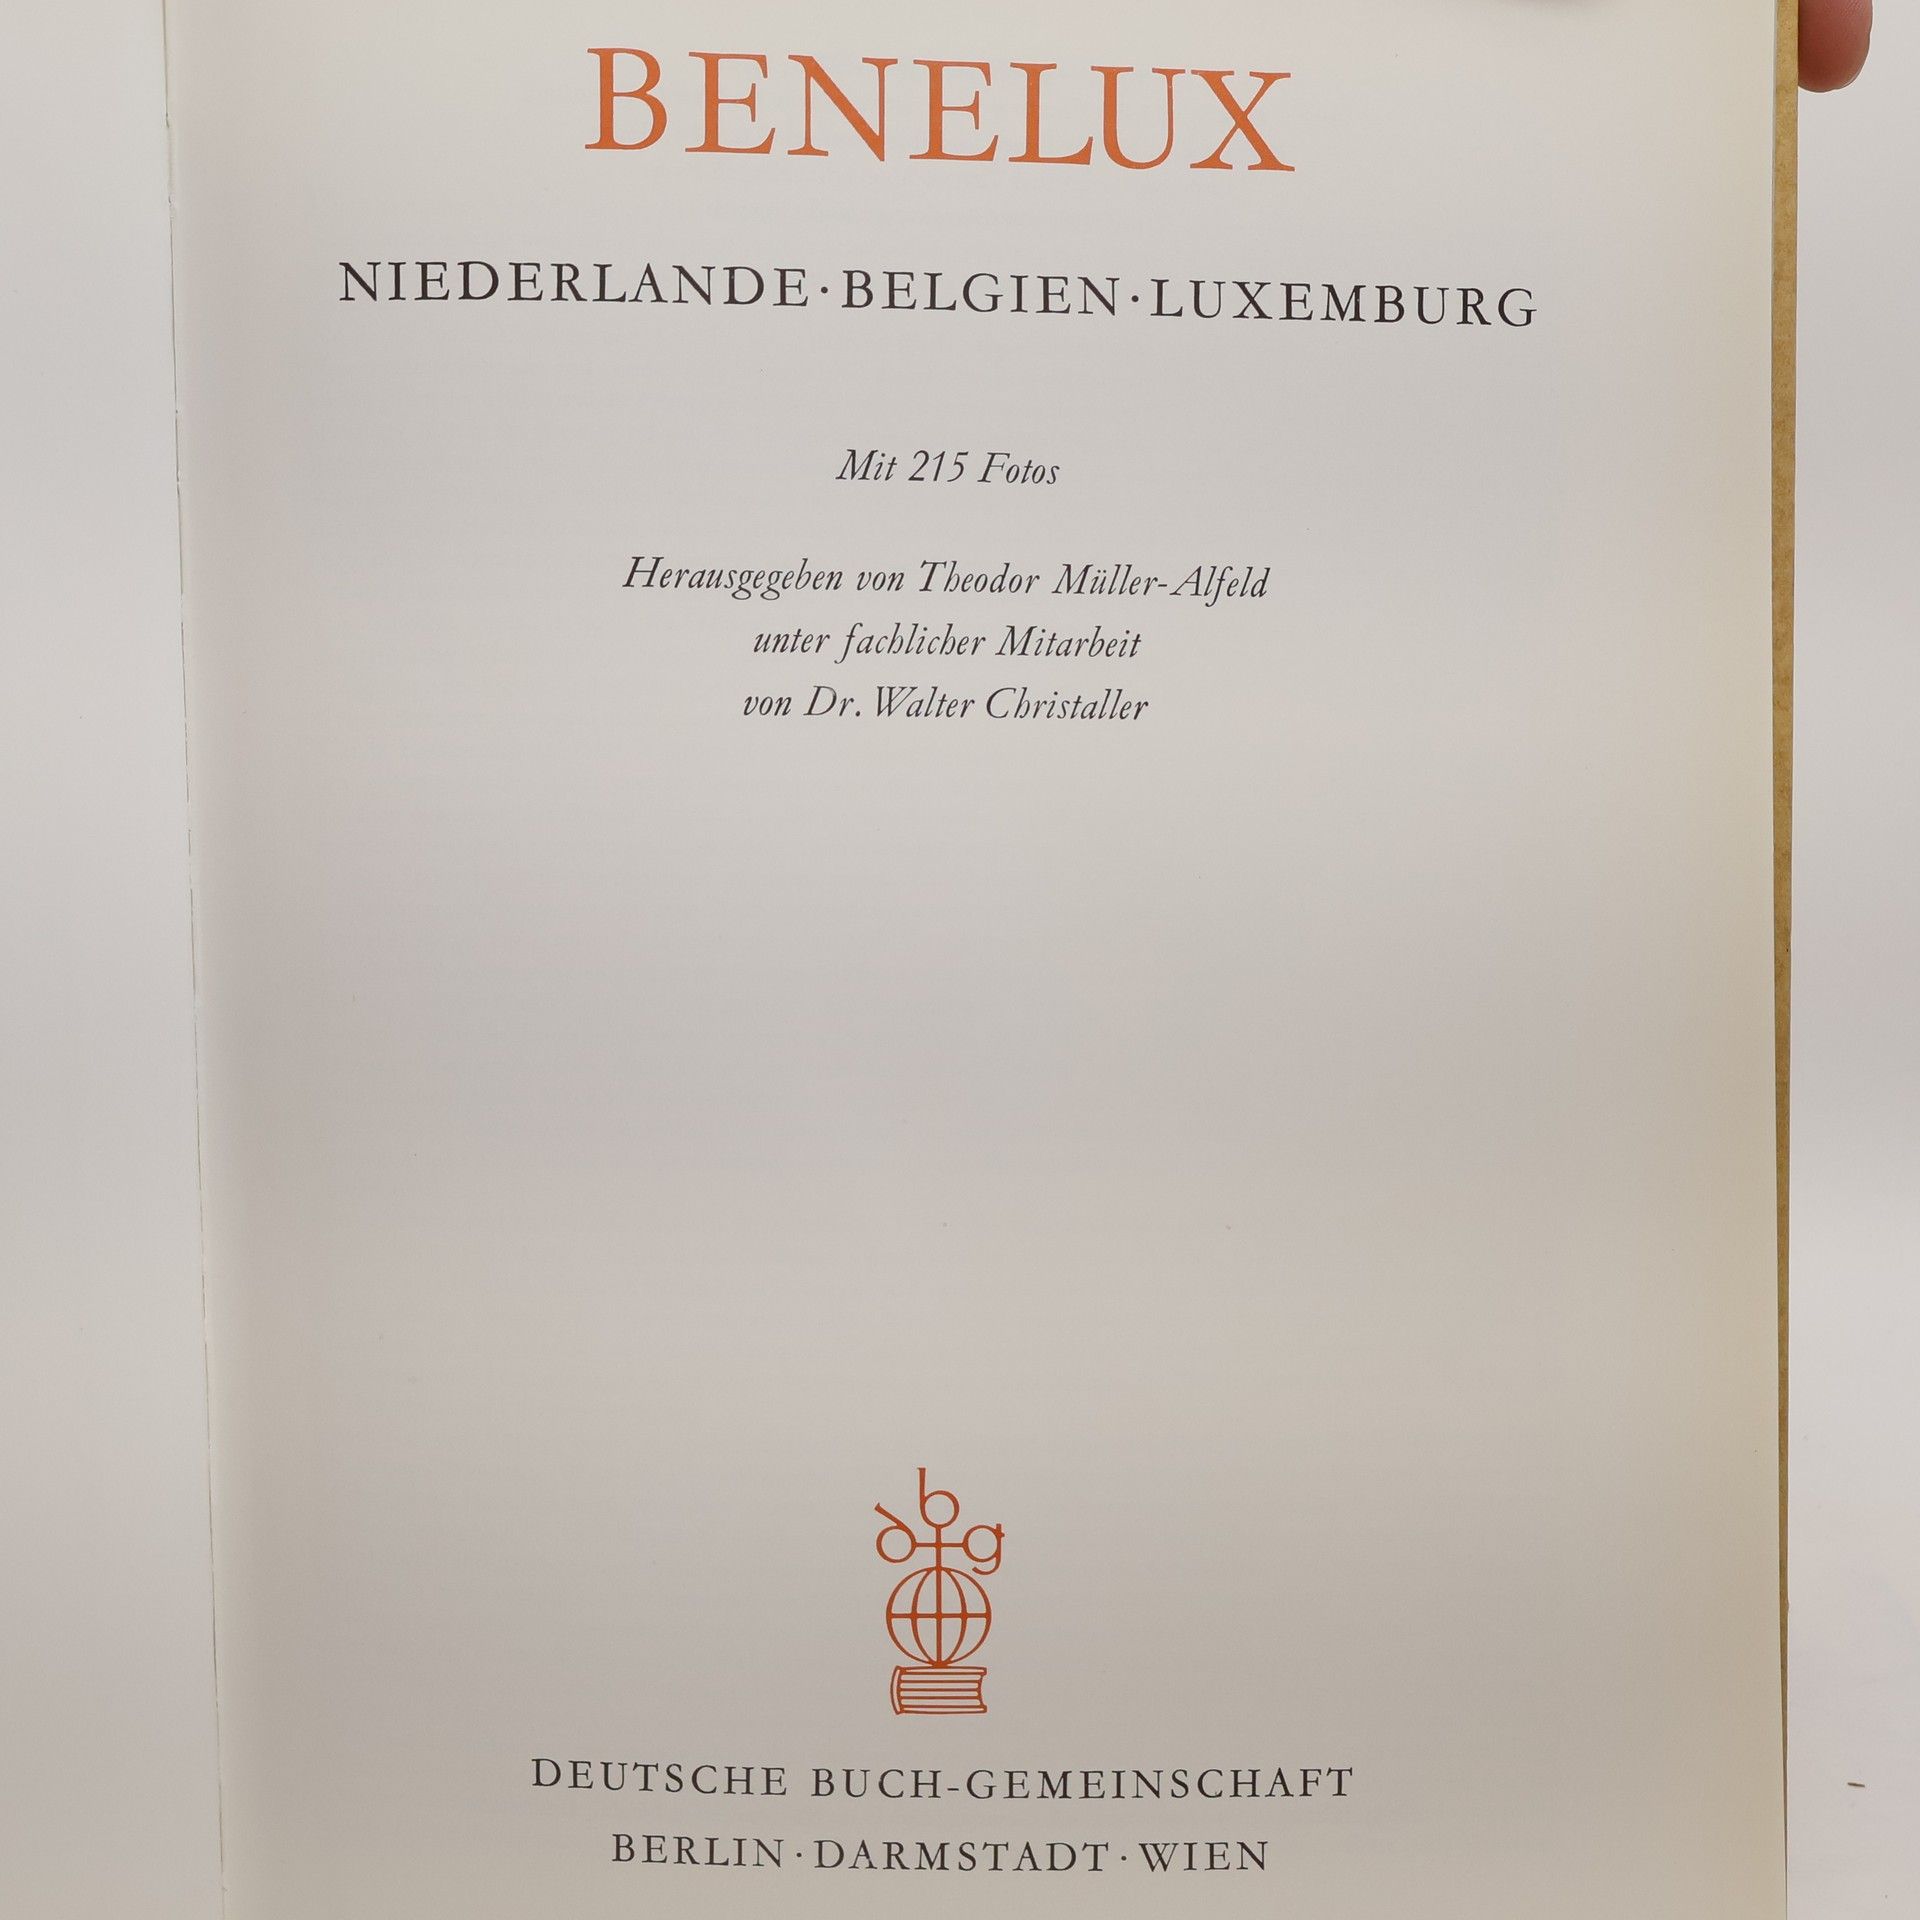 BENELUX
NIEDERLANDE·BELGIEN·LUXEMBURG
Mit 215 Fotos
Herausgegeben von Theodor Müller-Alfeld
unter fachlicher Mitarbeit
von Dr. Walter Christaller
dbg
DEUTSCHE BUCH-GEMEINSCHAFT
BERLIN·DARMSTADT·WIEN